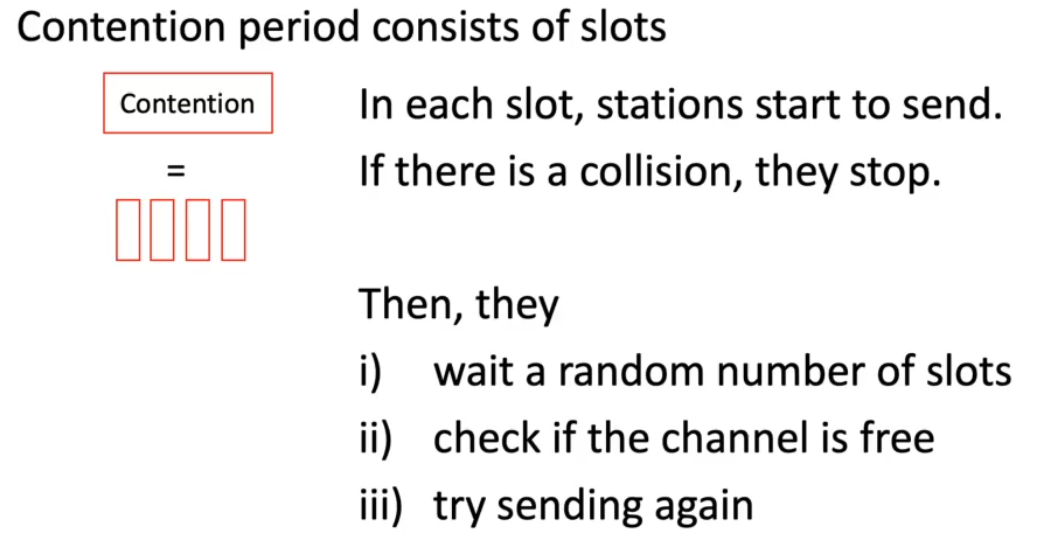 Contention period consists of slots
Contention
=
In each slot, stations start to send.
If there is a collision, they stop.
Then, they
i) wait a random number of slots
ii) check if the channel is free
iii) try sending again